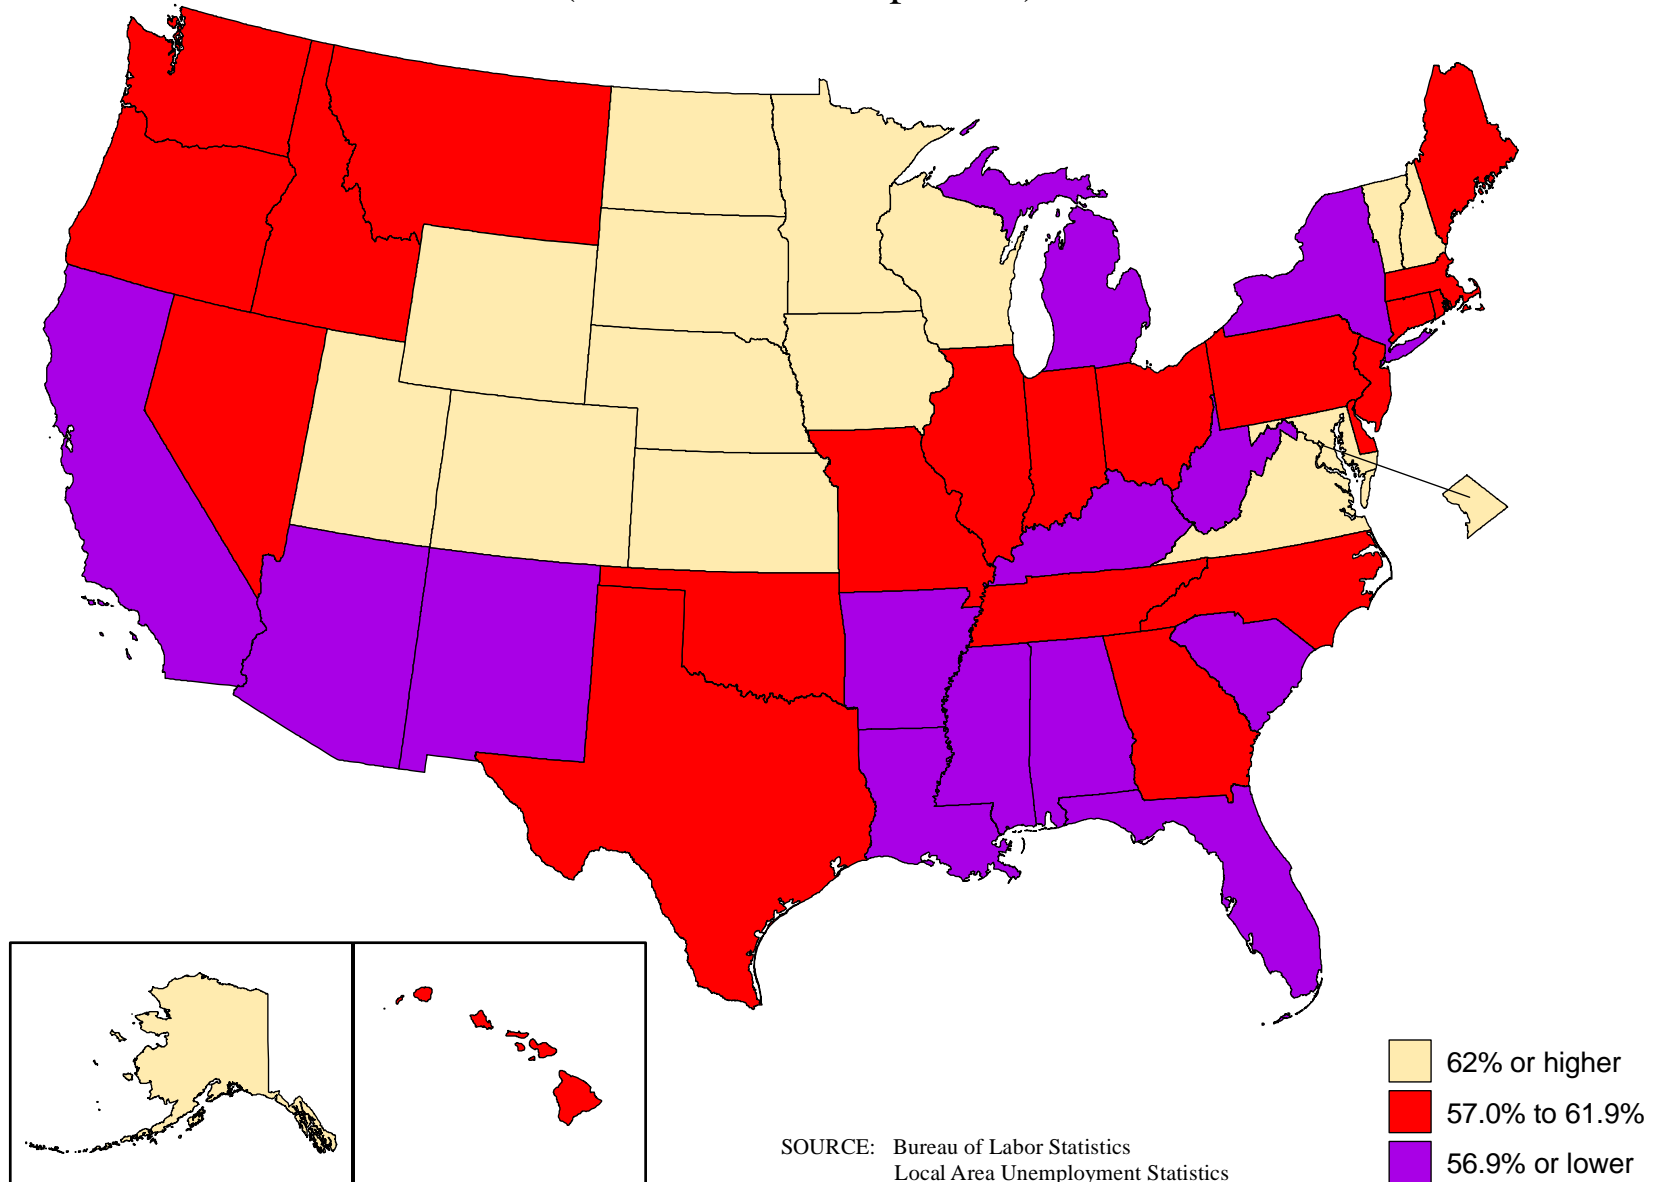 62% or higher
57.0% to 61.9%
56.9% or lower
SOURCE: Bureau of Labor Statistics
Local Area Unemployment Statistics